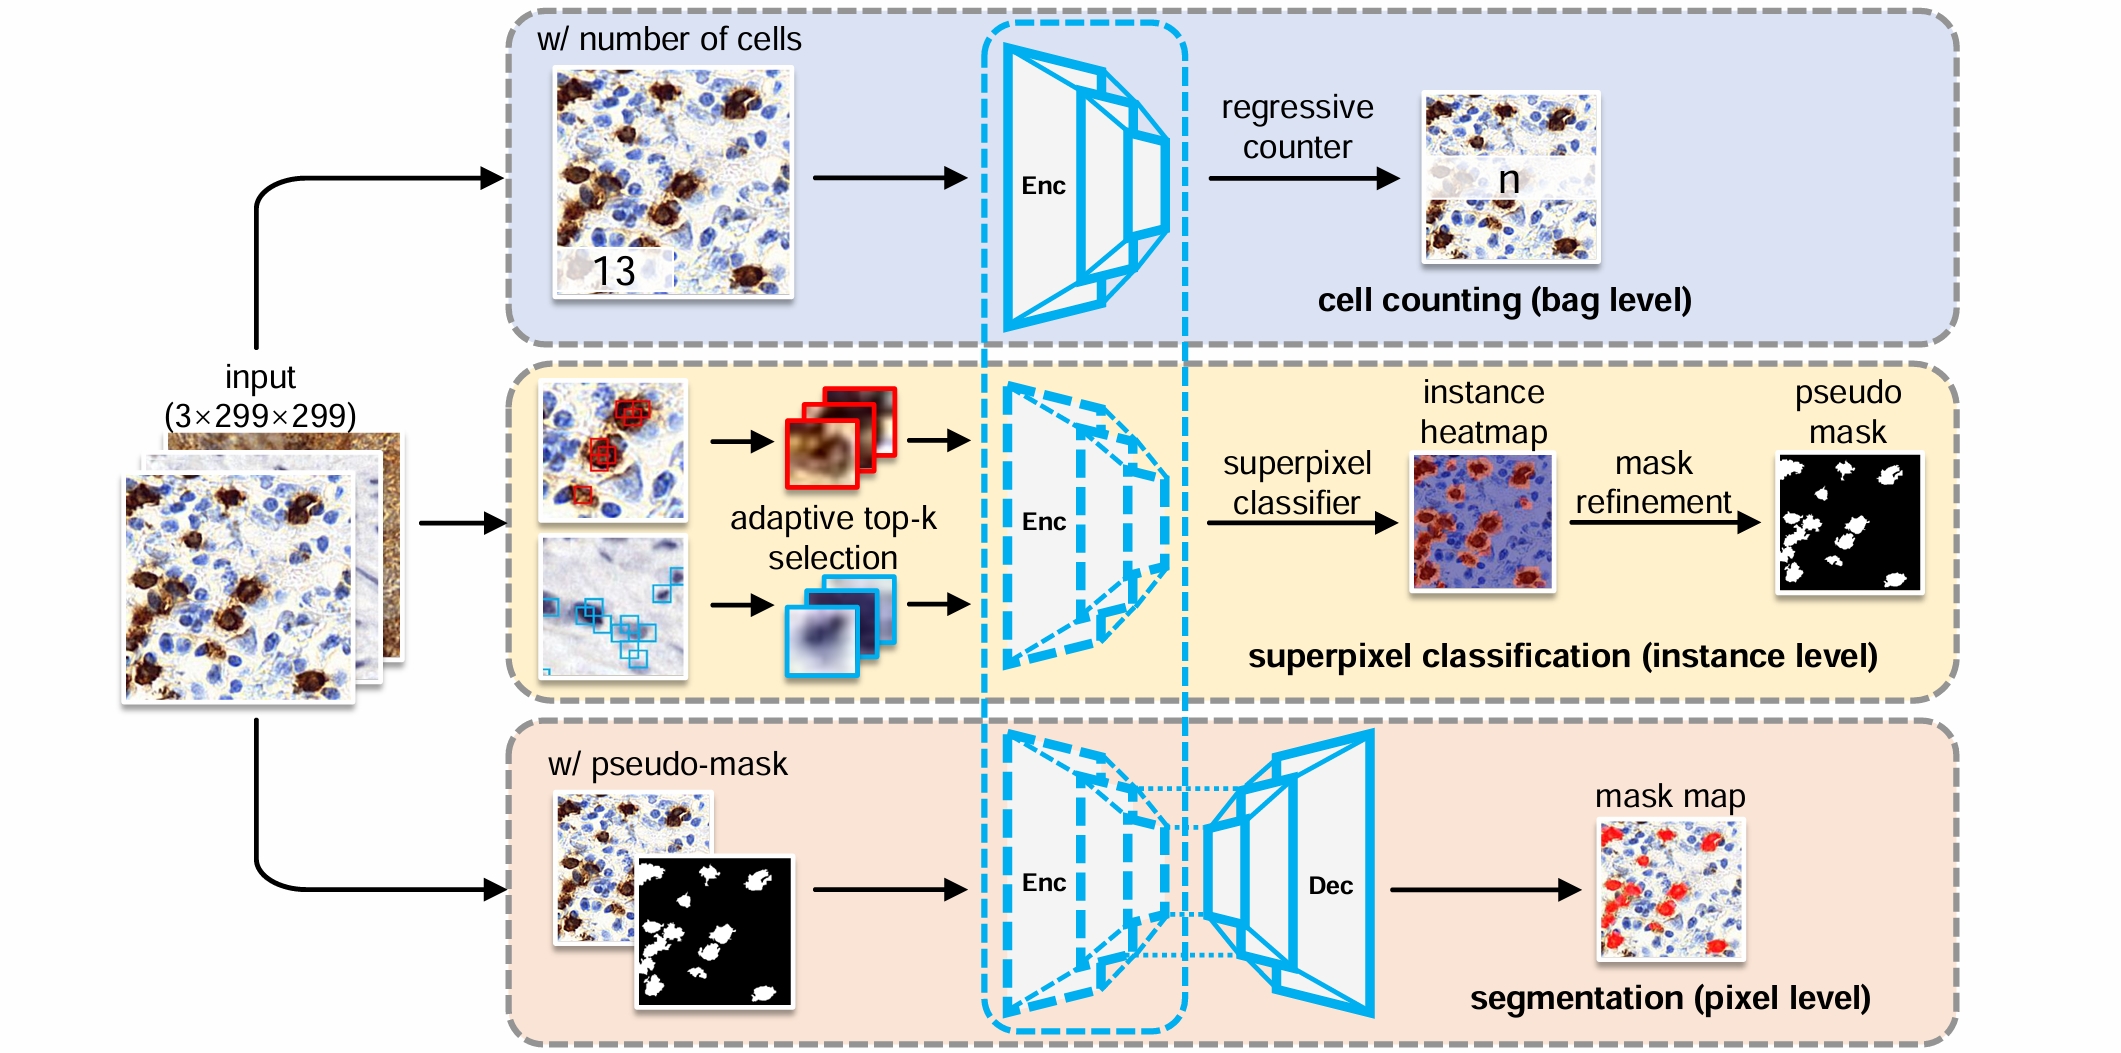 w/ number of cells
13
Enc
regressive
counter
n
cell counting (bag level)
input
(3×299×299)
adaptive top-k
selection
Enc
superpixel
classifier
instance
heatmap
mask
refinement
pseudo
mask
superpixel classification (instance level)
w/ pseudo-mask
Enc
Dec
mask map
segmentation (pixel level)